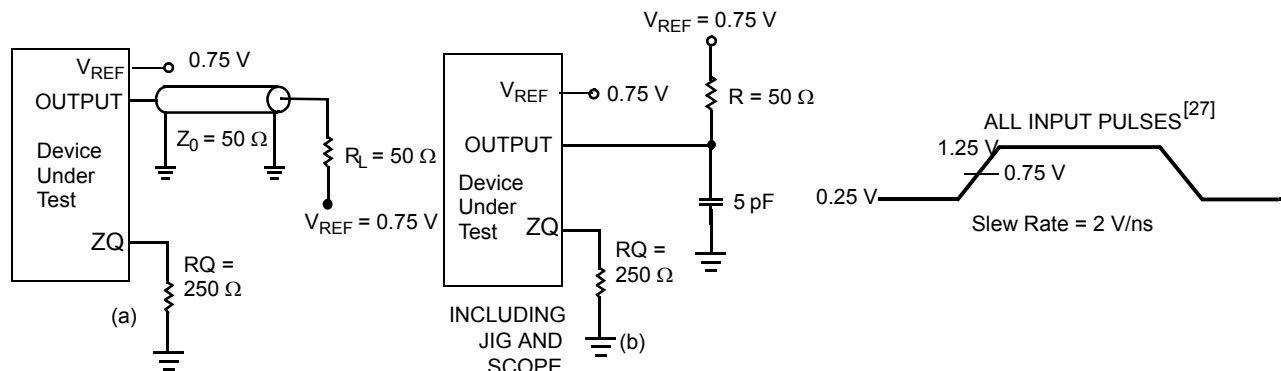 V_REF 0.75 V
OUTPUT
Z_0 = 50 Ω
Device
Under
Test
R_L = 50 Ω
V_REF = 0.75 V
ZQ
RQ =
250 Ω
(a)
V_REF = 0.75 V
R = 50 Ω
V_REF 0.75 V
OUTPUT
Device
Under
Test
5 pF
ZQ
RQ =
250 Ω
INCLUDING
JIG AND
SCOPE
(b)
ALL INPUT PULSES[27]
1.25 V
0.75 V
0.25 V
Slew Rate = 2 V/ns